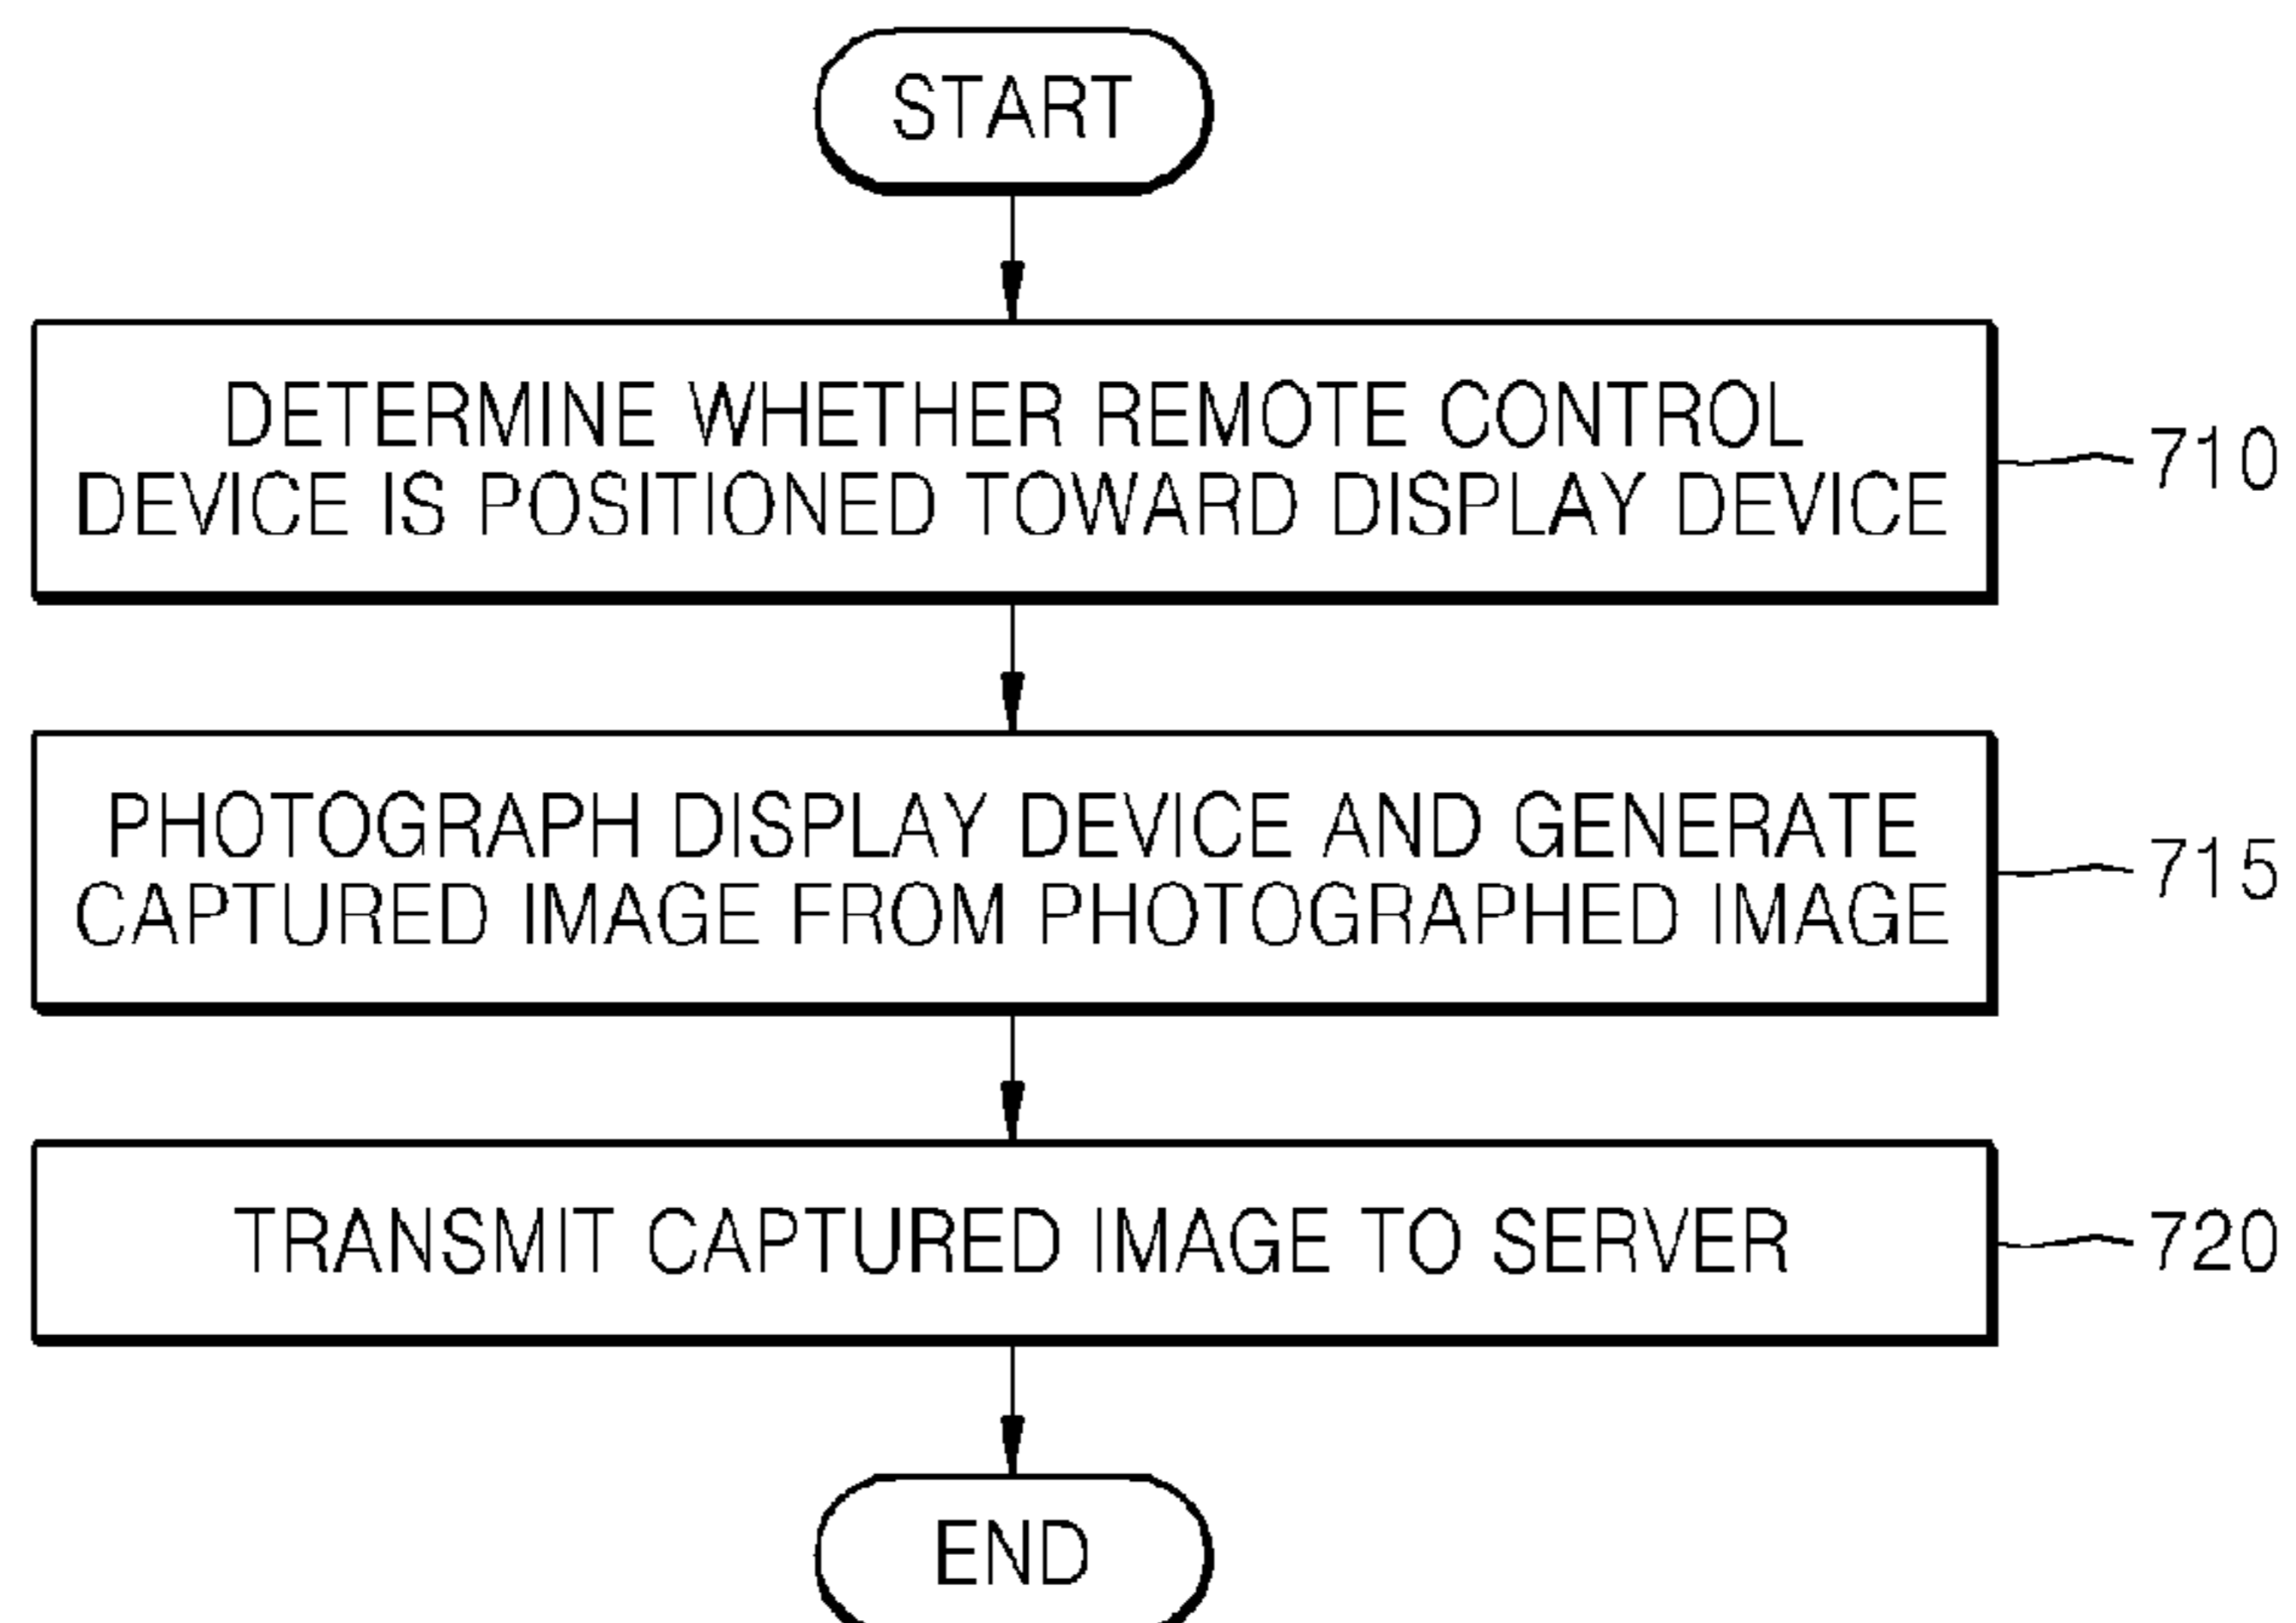 START
DETERMINE WHETHER REMOTE CONTROL
DEVICE IS POSITIONED TOWARD DISPLAY DEVICE
710
PHOTOGRAPH DISPLAY DEVICE AND GENERATE
CAPTURED IMAGE FROM PHOTOGRAPHED IMAGE
715
TRANSMIT CAPTURED IMAGE TO SERVER
720
END